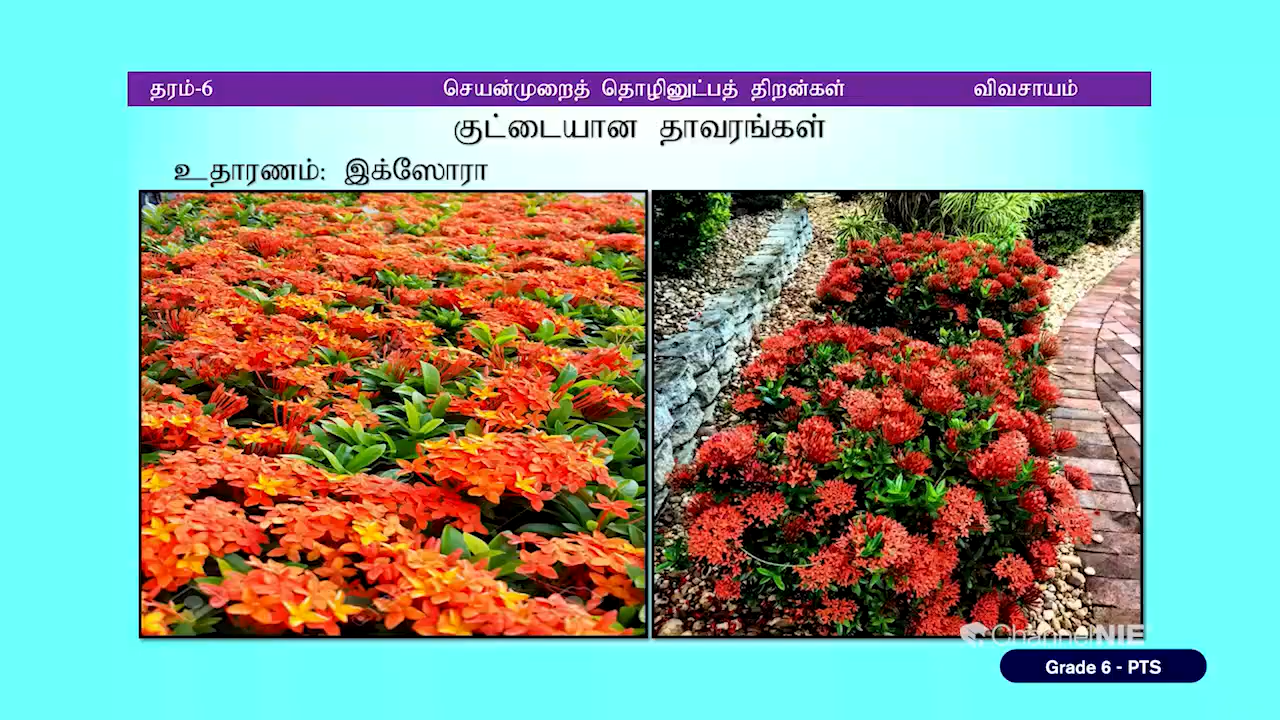 தரம்-6 செயன்முறைத் தொழினுட்பத் திறன்கள் விவசாயம்
குட்டையான தாவரங்கள்
உதாரணம்: இக்ஸோரா
ChannelNIE
Grade 6 - PTS